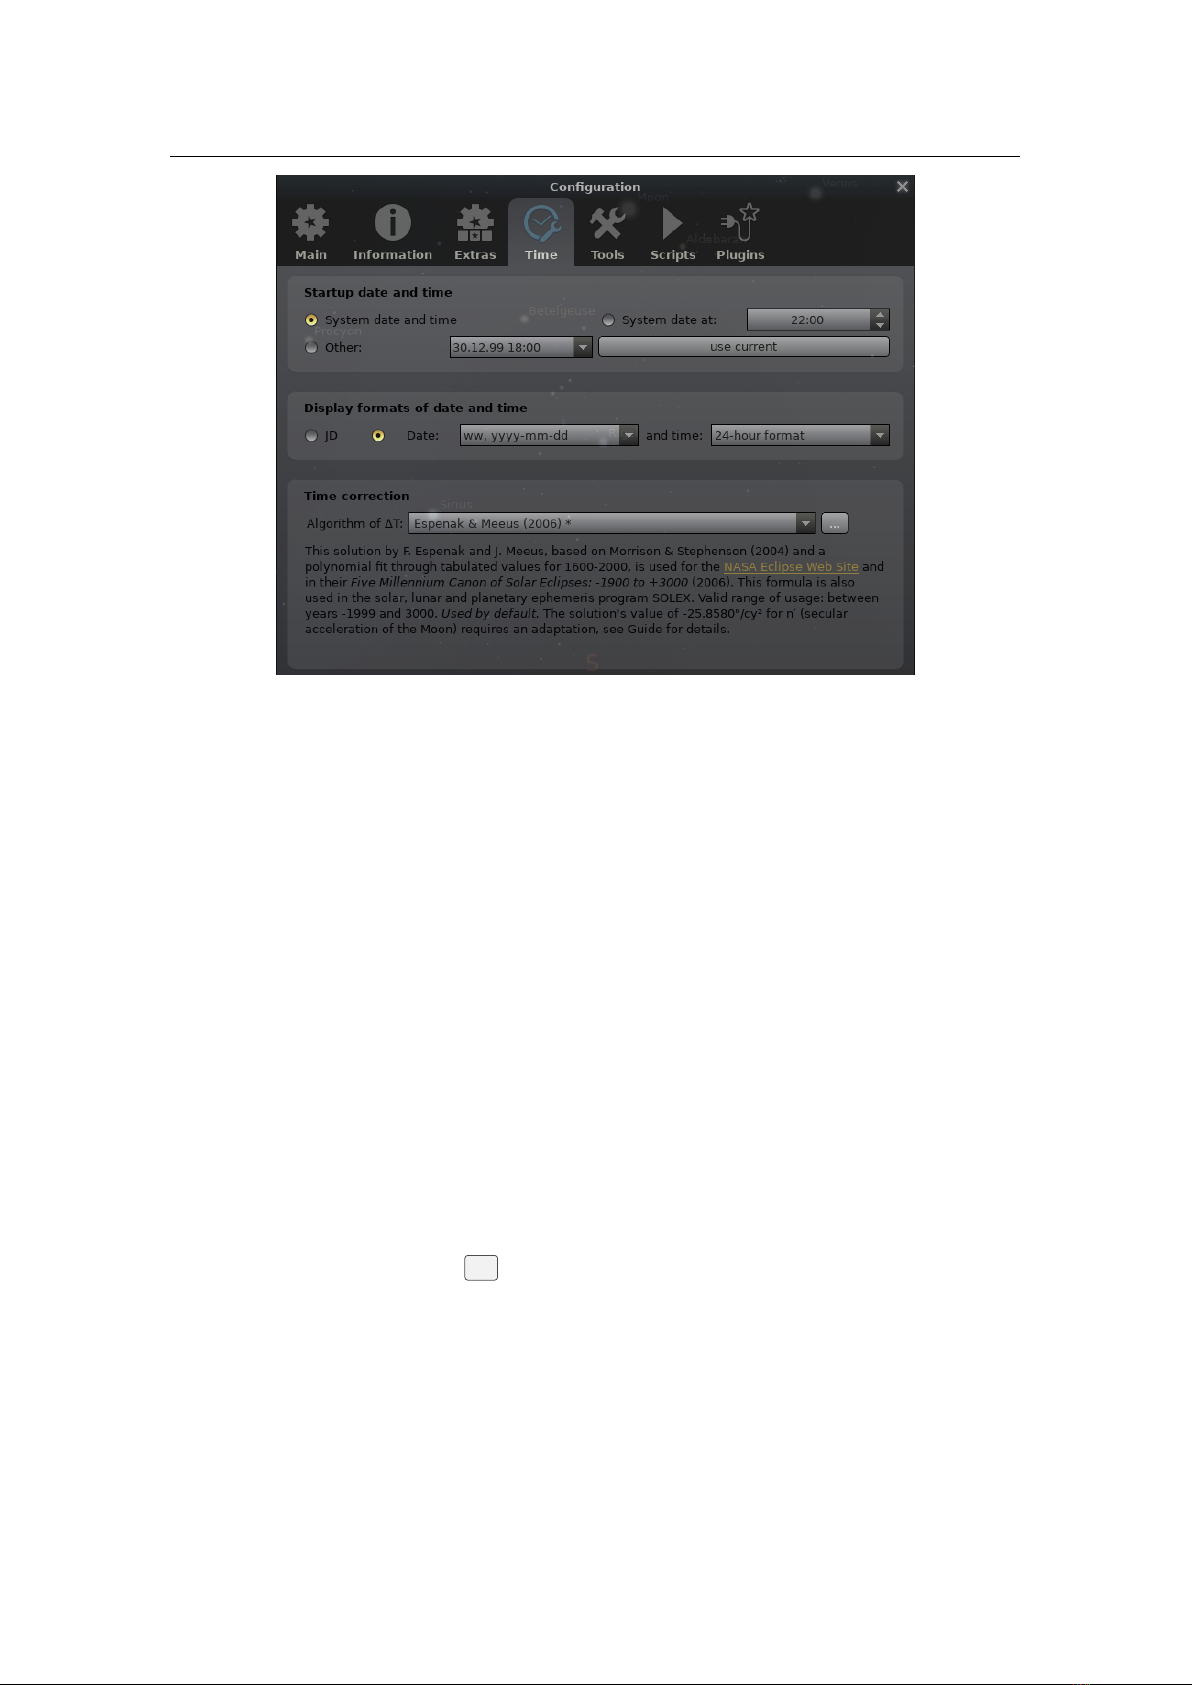 Configuration
Venus
Moon
Aldebaran
Main Information Extras Time Tools Scripts Plugins
Startup date and time
Betelgeuse
System date and time System date at: 22:00
Procyon
Other: 30.12.99 18:00 use current
Display formats of date and time
JD Date: ww, yyyy-mm-dd and time: 24-hour format
Time correction
Sirius
Algorithm of ΔT: Espenak & Meeus (2006) * ...
This solution by F. Espenak and J. Meeus, based on Morrison & Stephenson (2004) and a
polynomial fit through tabulated values for 1600-2000, is used for the NASA Eclipse Web Site and
in their Five Millennium Canon of Solar Eclipses: -1900 to +3000 (2006). This formula is also
used in the solar, lunar and planetary ephemeris program SOLEX. Valid range of usage: between
years -1999 and 3000. Used by default. The solution's value of -25.8580"/cy² for n˙ (secular
acceleration of the Moon) requires an adaptation, see Guide for details.
S